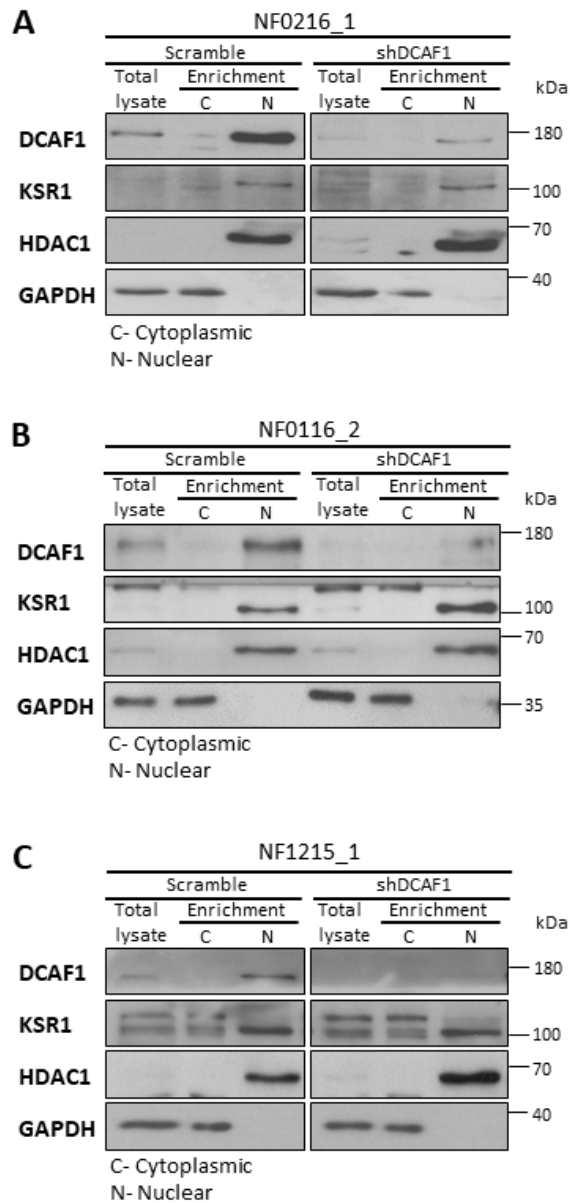 A
NF0216_1
Scramble shDCAF1
Total lysate Enrichment Total lysate Enrichment
C N C N
kDa
DCAF1 180
KSR1 100
HDAC1 70
GAPDH 40
C- Cytoplasmic
N- Nuclear
B
NF0116_2
Scramble shDCAF1
Total lysate Enrichment Total lysate Enrichment
C N C N
kDa
DCAF1 180
KSR1 100
HDAC1 70
GAPDH 35
C- Cytoplasmic
N- Nuclear
C
NF1215_1
Scramble shDCAF1
Total lysate Enrichment Total lysate Enrichment
C N C N
kDa
DCAF1 180
KSR1 100
HDAC1 70
GAPDH 40
C- Cytoplasmic
N- Nuclear